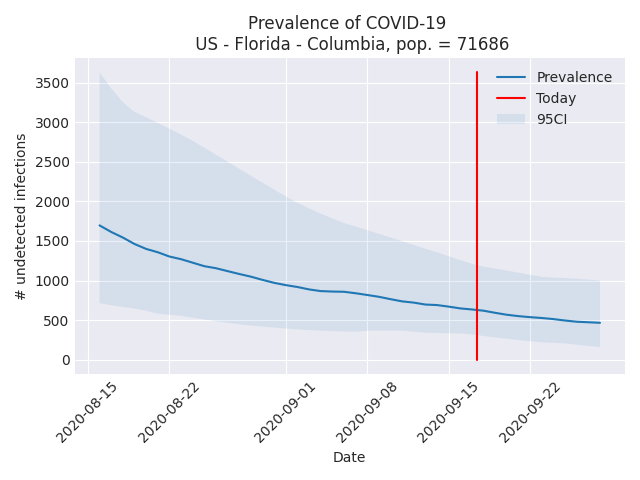 Prevalence of COVID-19
US - Florida - Columbia, pop. = 71686
Prevalence
Today
95CI
# undetected infections
3500
3000
2500
2000
1500
1000
500
0
2020-08-15
2020-08-22
2020-09-01
2020-09-08
2020-09-15
2020-09-22
Date